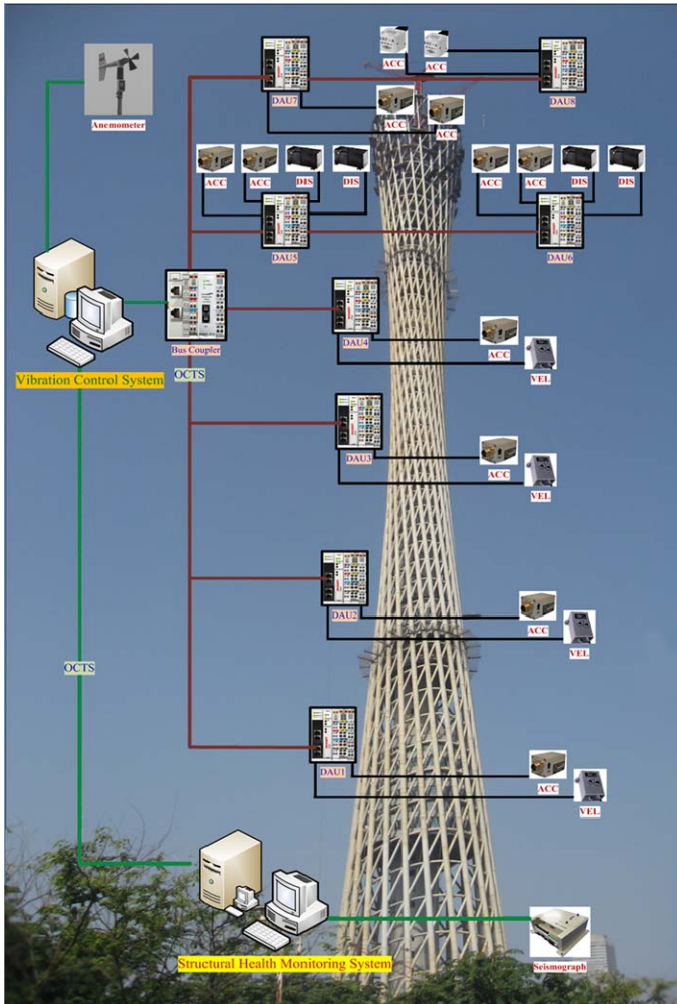 ACC
ACC
DAU7
DAU8
Anemometer
ACC
ACC
ACC
ACC
DIS
DIS
ACC
ACC
DIS
DIS
DAU5
DAU6
DAU4
Bus Coupler
ACC
OCTS
VEL
Vibration Control System
DAU3
ACC
VEL
DAU2
ACC
VEL
OCTS
DAU1
ACC
VEL
Structural Health Monitoring System
Seismograph